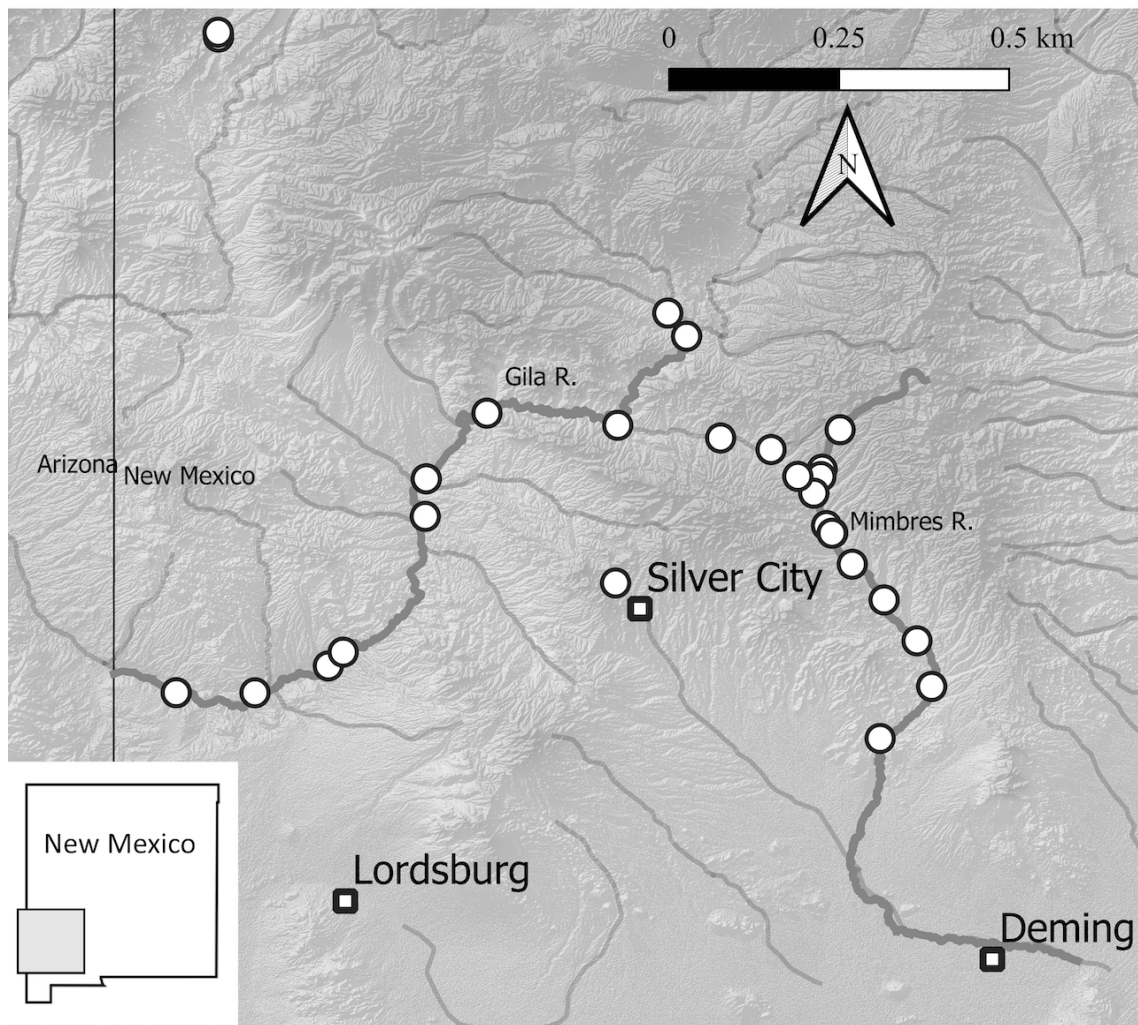 0 0.25 0.5 km
N
Gila R.
Arizona
New Mexico
Mimbres R.
Silver City
New Mexico
Lordsburg
Deming